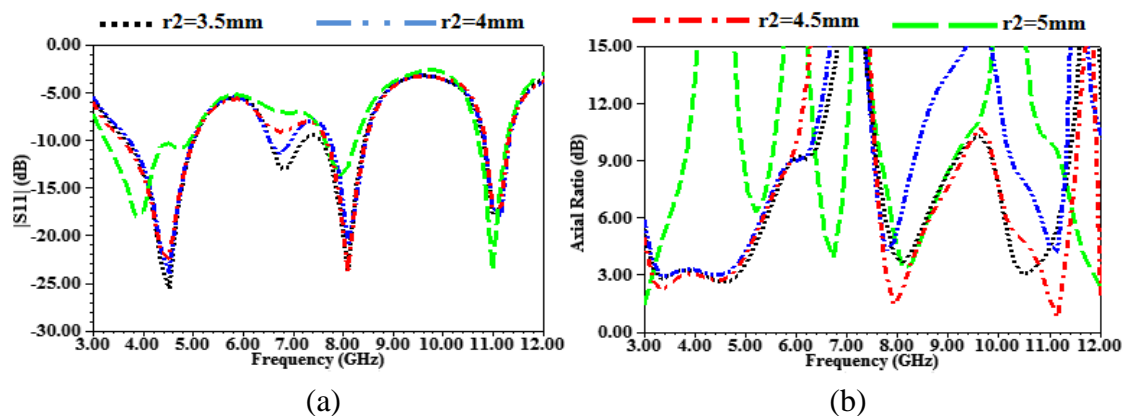 r2=3.5mm r2=4mm r2=4.5mm r2=5mm
0.00
-5.00
-10.00
-15.00
-20.00
-25.00
-30.00
|S11| (dB)
3.00 4.00 5.00 6.00 7.00 8.00 9.00 10.00 11.00 12.00
Frequency (GHz)
(a)
15.00
12.00
9.00
6.00
3.00
0.00
Axial Ratio (dB)
3.00 4.00 5.00 6.00 7.00 8.00 9.00 10.00 11.00 12.00
Frequency (GHz)
(b)